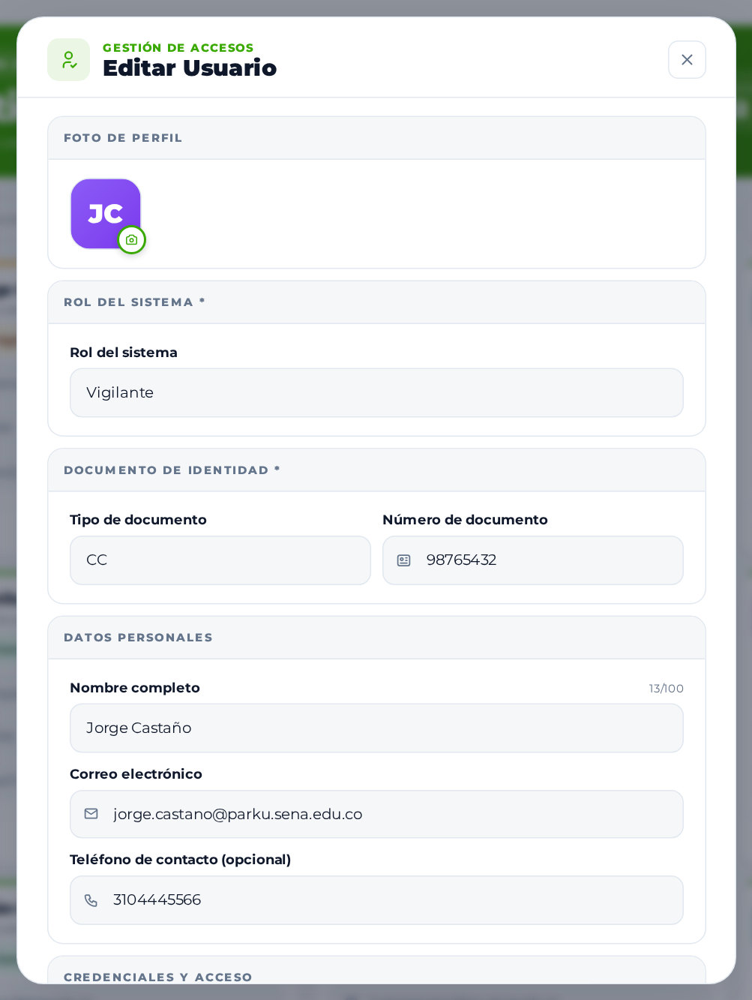 GESTIÓN DE ACCESOS
Editar Usuario
FOTO DE PERFIL
JC
ROL DEL SISTEMA *
Rol del sistema
Vigilante
DOCUMENTO DE IDENTIDAD *
Tipo de documento
Número de documento
CC
98765432
DATOS PERSONALES
Nombre completo
13/100
Jorge Castaño
Correo electrónico
jorge.castano@parku.sena.edu.co
Teléfono de contacto (opcional)
3104445566
CREDENCIALES Y ACCESO